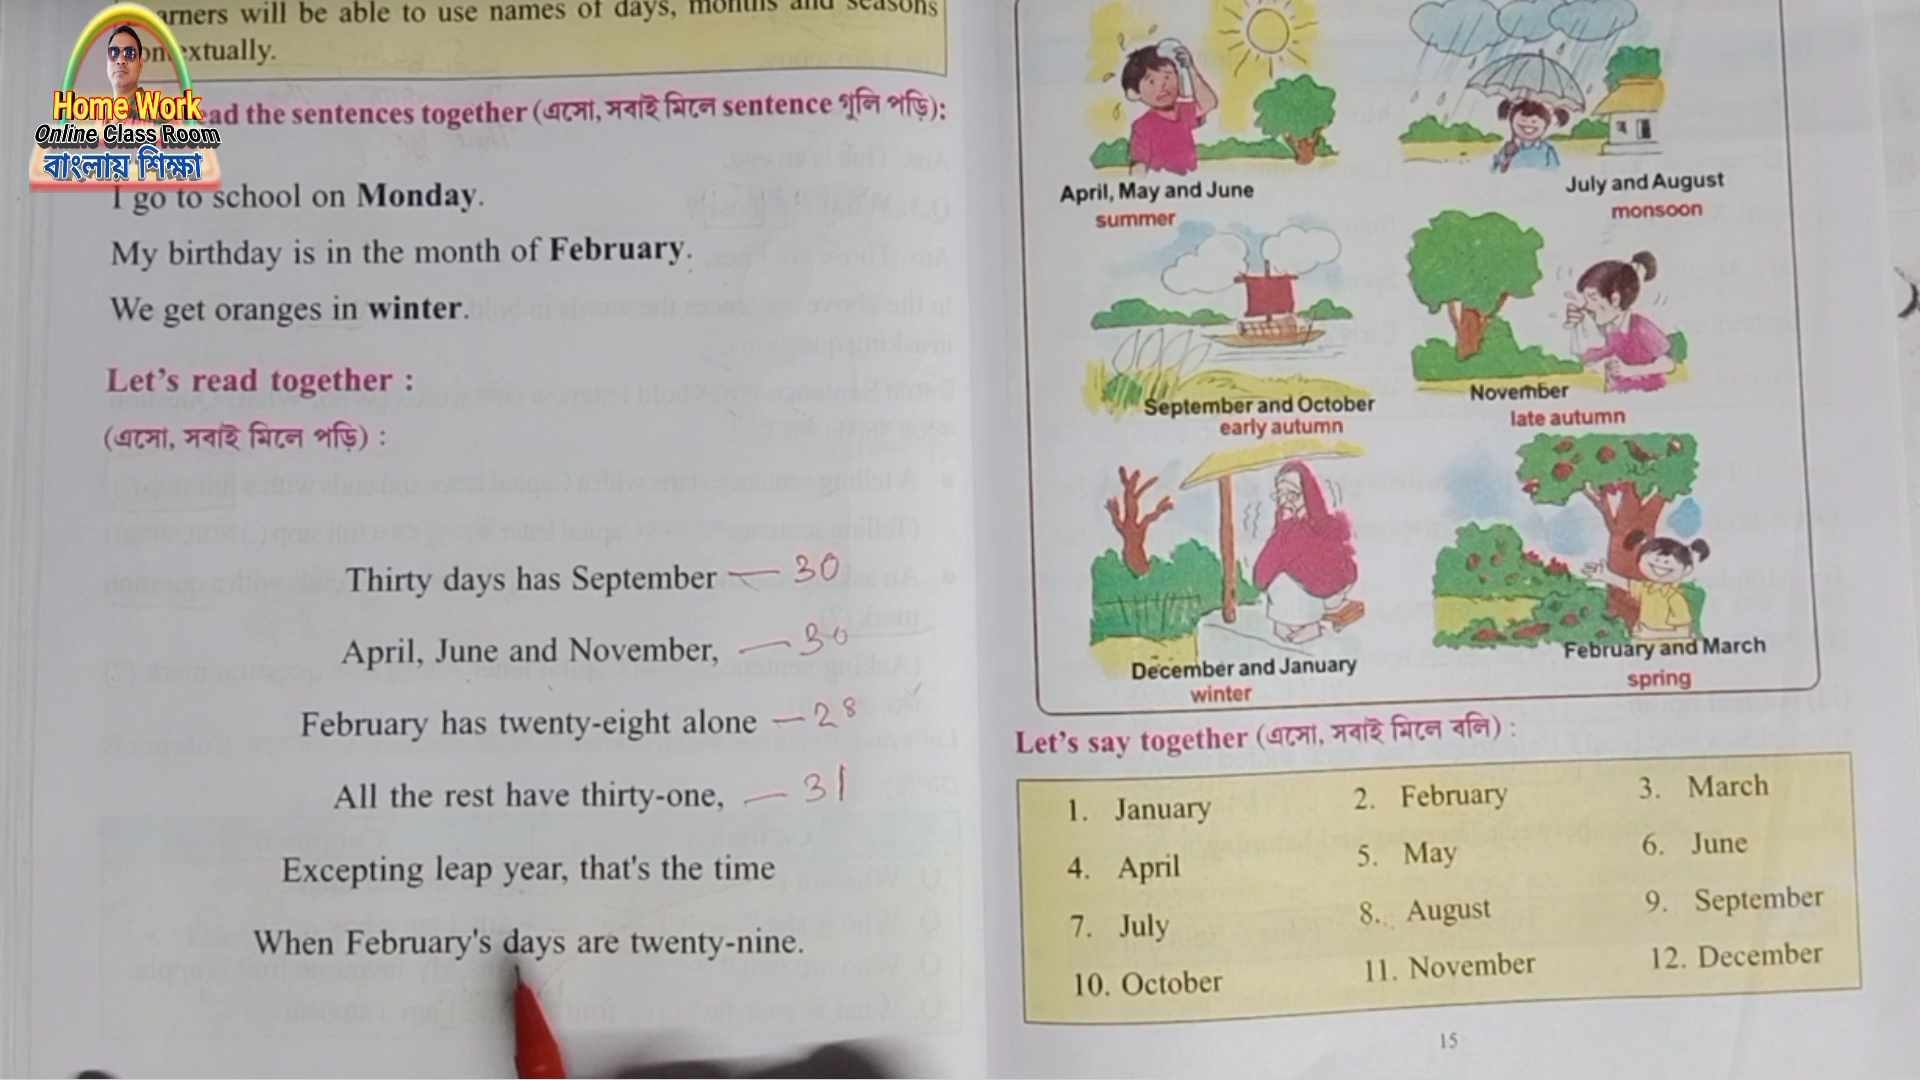 arners will be able to use names of days, months and seasons
contextually.
Home Work
Online Class Room
বাংলায় শিক্ষা
ead the sentences together (এসো, সবাই মিলে sentence গুলি পড়ি):
I go to school on Monday.
My birthday is in the month of February.
We get oranges in winter.
Let's read together :
(এসো, সবাই মিলে পড়ি) :
Thirty days has September — 30
April, June and November, — 30
February has twenty-eight alone — 28
All the rest have thirty-one, — 31
Excepting leap year, that's the time
When February's days are twenty-nine.
April, May and June
summer
July and August
monsoon
September and October
early autumn
November
late autumn
December and January
winter
February and March
spring
Let's say together (এসো, সবাই মিলে বলি) :
1. January 2. February 3. March
4. April 5. May 6. June
7. July 8. August 9. September
10. October 11. November 12. December
15